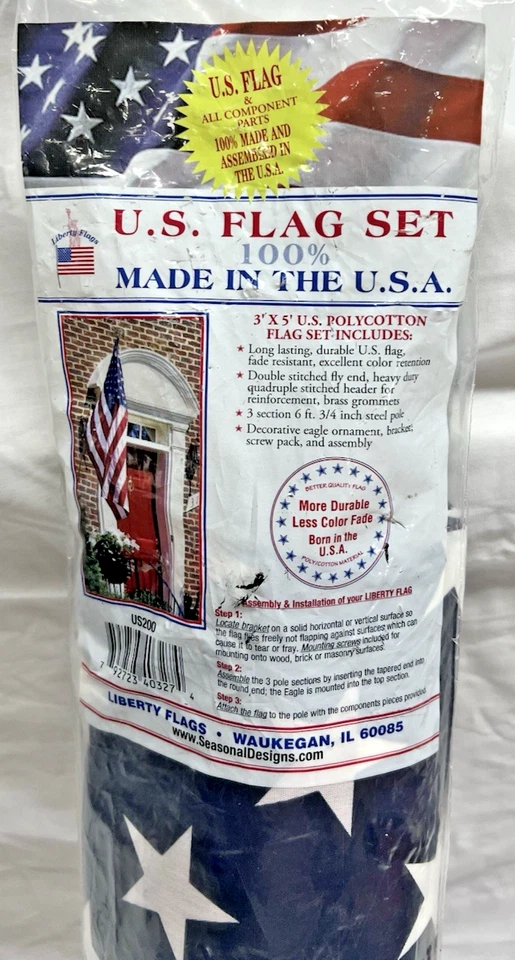 U.S. FLAG
&
ALL COMPONENT
PARTS
100% MADE AND
ASSEMBLED IN
THE U.S.A.
Liberty Flags
U.S. FLAG SET
100%
MADE IN THE U.S.A.
3' X 5' U.S. POLYCOTTON
FLAG SET INCLUDES:
★ Long lasting, durable U.S. flag,
fade resistant, excellent color retention
★ Double stitched fly end, heavy duty
quadruple stitched header for
reinforcement, brass grommets
★ 3 section 6 ft. 3/4 inch steel pole
★ Decorative eagle ornament, bracket,
screw pack, and assembly
BETTER QUALITY FLAG
More Durable
Less Color Fade
Born in the
U.S.A.
POLY/COTTON MATERIAL
Assembly & Installation of your LIBERTY FLAG
Step 1:
Locate bracket on a solid horizontal or vertical surface so
the flag flies freely not flapping against surfaces which can
cause it to tear or fray. Mounting screws included for
mounting onto wood, brick or masonry surfaces.
Step 2:
Assemble the 3 pole sections by inserting the tapered end into
the round end; the Eagle is mounted into the top section.
Step 3:
Attach the flag to the pole with the components pieces provided.
US200
7 92723 40327 4
LIBERTY FLAGS • WAUKEGAN, IL 60085
www.SeasonalDesigns.com